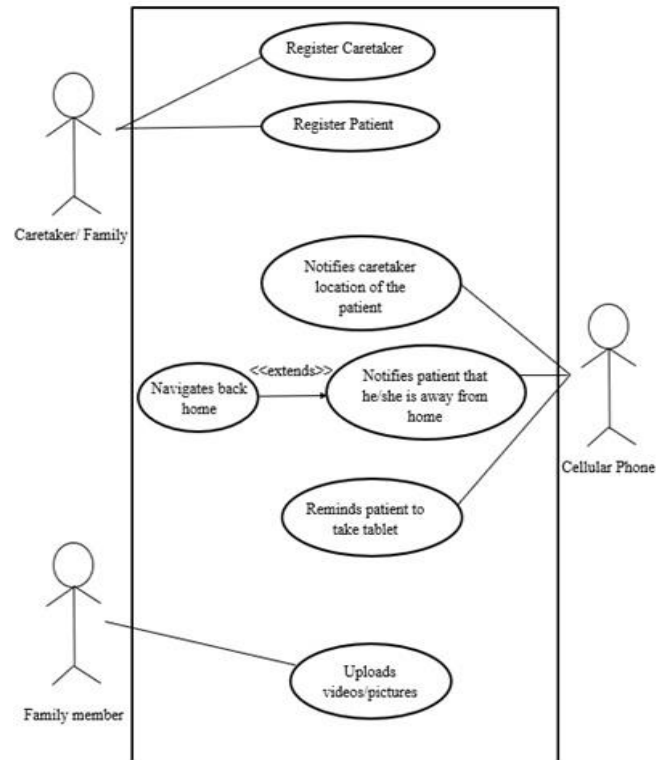 Register Caretaker
Register Patient
Caretaker/ Family
Notifies caretaker
location of the
patient
<<extends>>
Navigates back
home
Notifies patient that
he/she is away from
home
Cellular Phone
Reminds patient to
take tablet
Uploads
videos/pictures
Family member